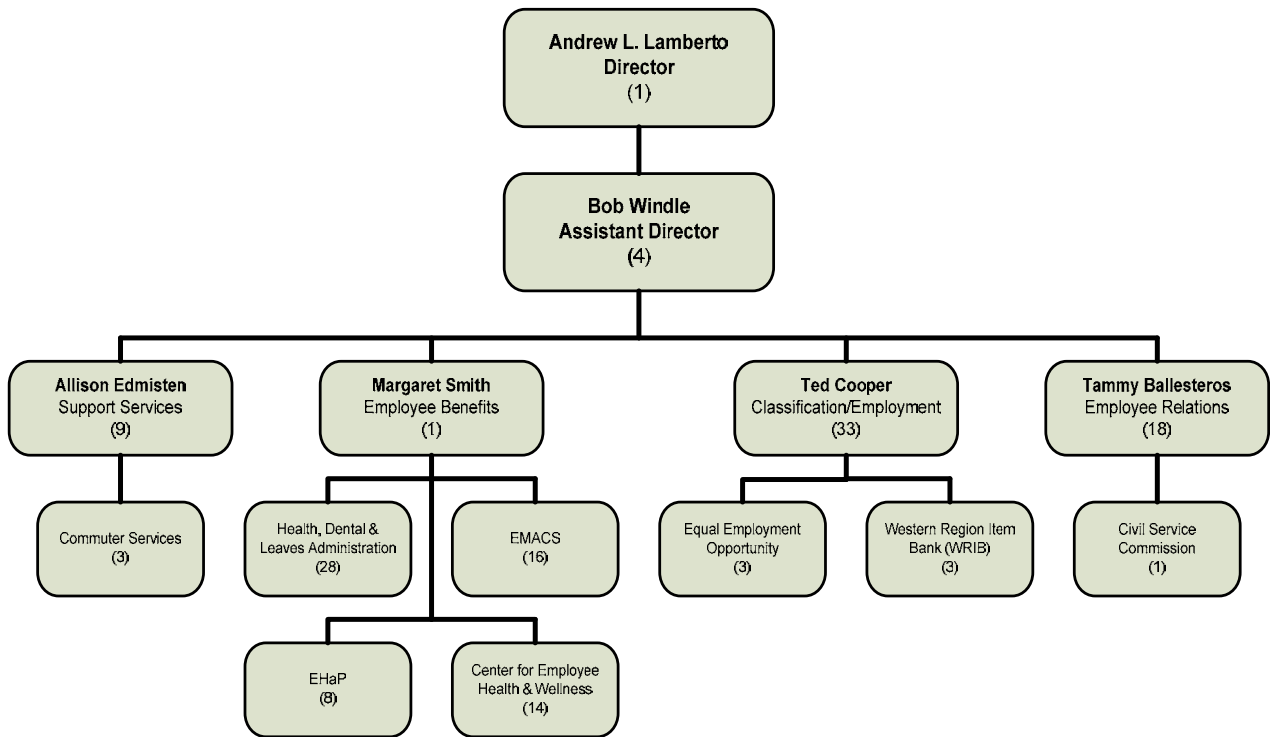 Andrew L. Lamberto
Director
(1)
Bob Windle
Assistant Director
(4)
Allison Edmisten
Support Services
(9)
Margaret Smith
Employee Benefits
(1)
Ted Cooper
Classification/Employment
(33)
Tammy Ballesteros
Employee Relations
(18)
Commuter Services
(3)
Health, Dental &
Leaves Administration
(28)
EMACS
(16)
Equal Employment
Opportunity
(3)
Western Region Item
Bank (WRIB)
(3)
Civil Service
Commission
(1)
EHaP
(8)
Center for Employee
Health & Wellness
(14)